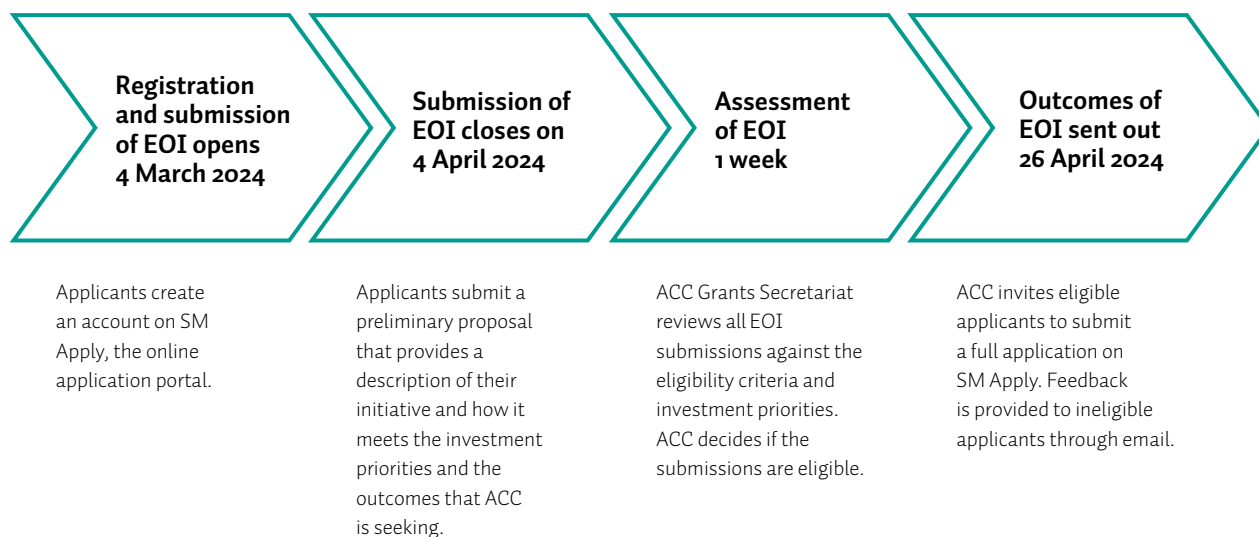 Registration
and submission
of EOI opens
4 March 2024
Submission of
EOI closes on
4 April 2024
Assessment
of EOI
1 week
Outcomes of
EOI sent out
26 April 2024
Applicants create
an account on SM
Apply, the online
application portal.
Applicants submit a
preliminary proposal
that provides a
description of their
initiative and how it
meets the investment
priorities and the
outcomes that ACC
is seeking.
ACC Grants Secretariat
reviews all EOI
submissions against the
eligibility criteria and
investment priorities.
ACC decides if the
submissions are eligible.
ACC invites eligible
applicants to submit
a full application on
SM Apply. Feedback
is provided to ineligible
applicants through email.